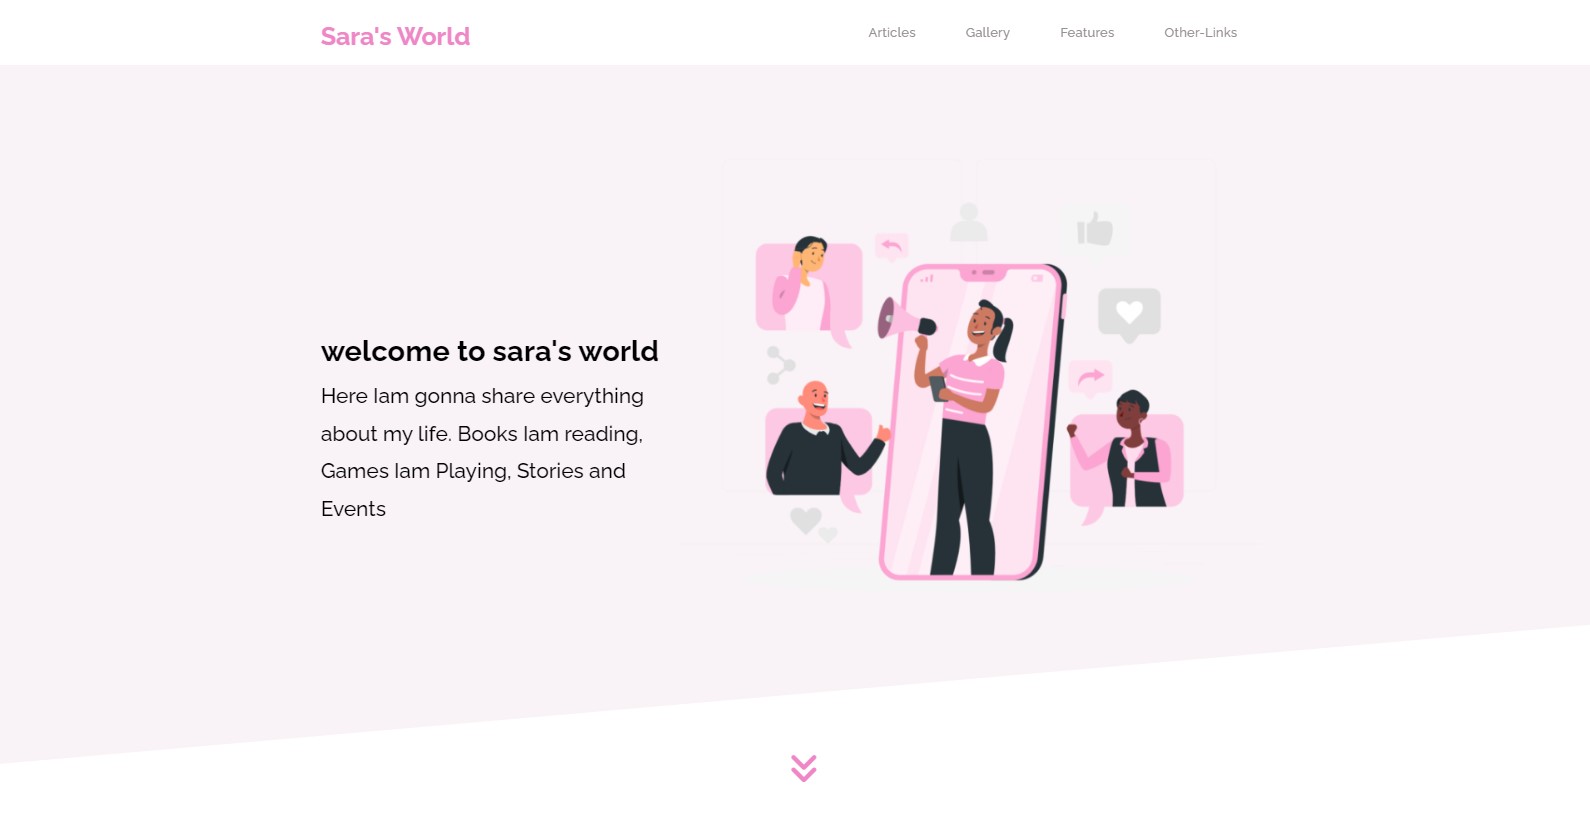 Sara's World
Articles Gallery Features Other-Links
welcome to sara's world
Here Iam gonna share everything
about my life. Books Iam reading,
Games Iam Playing, Stories and
Events